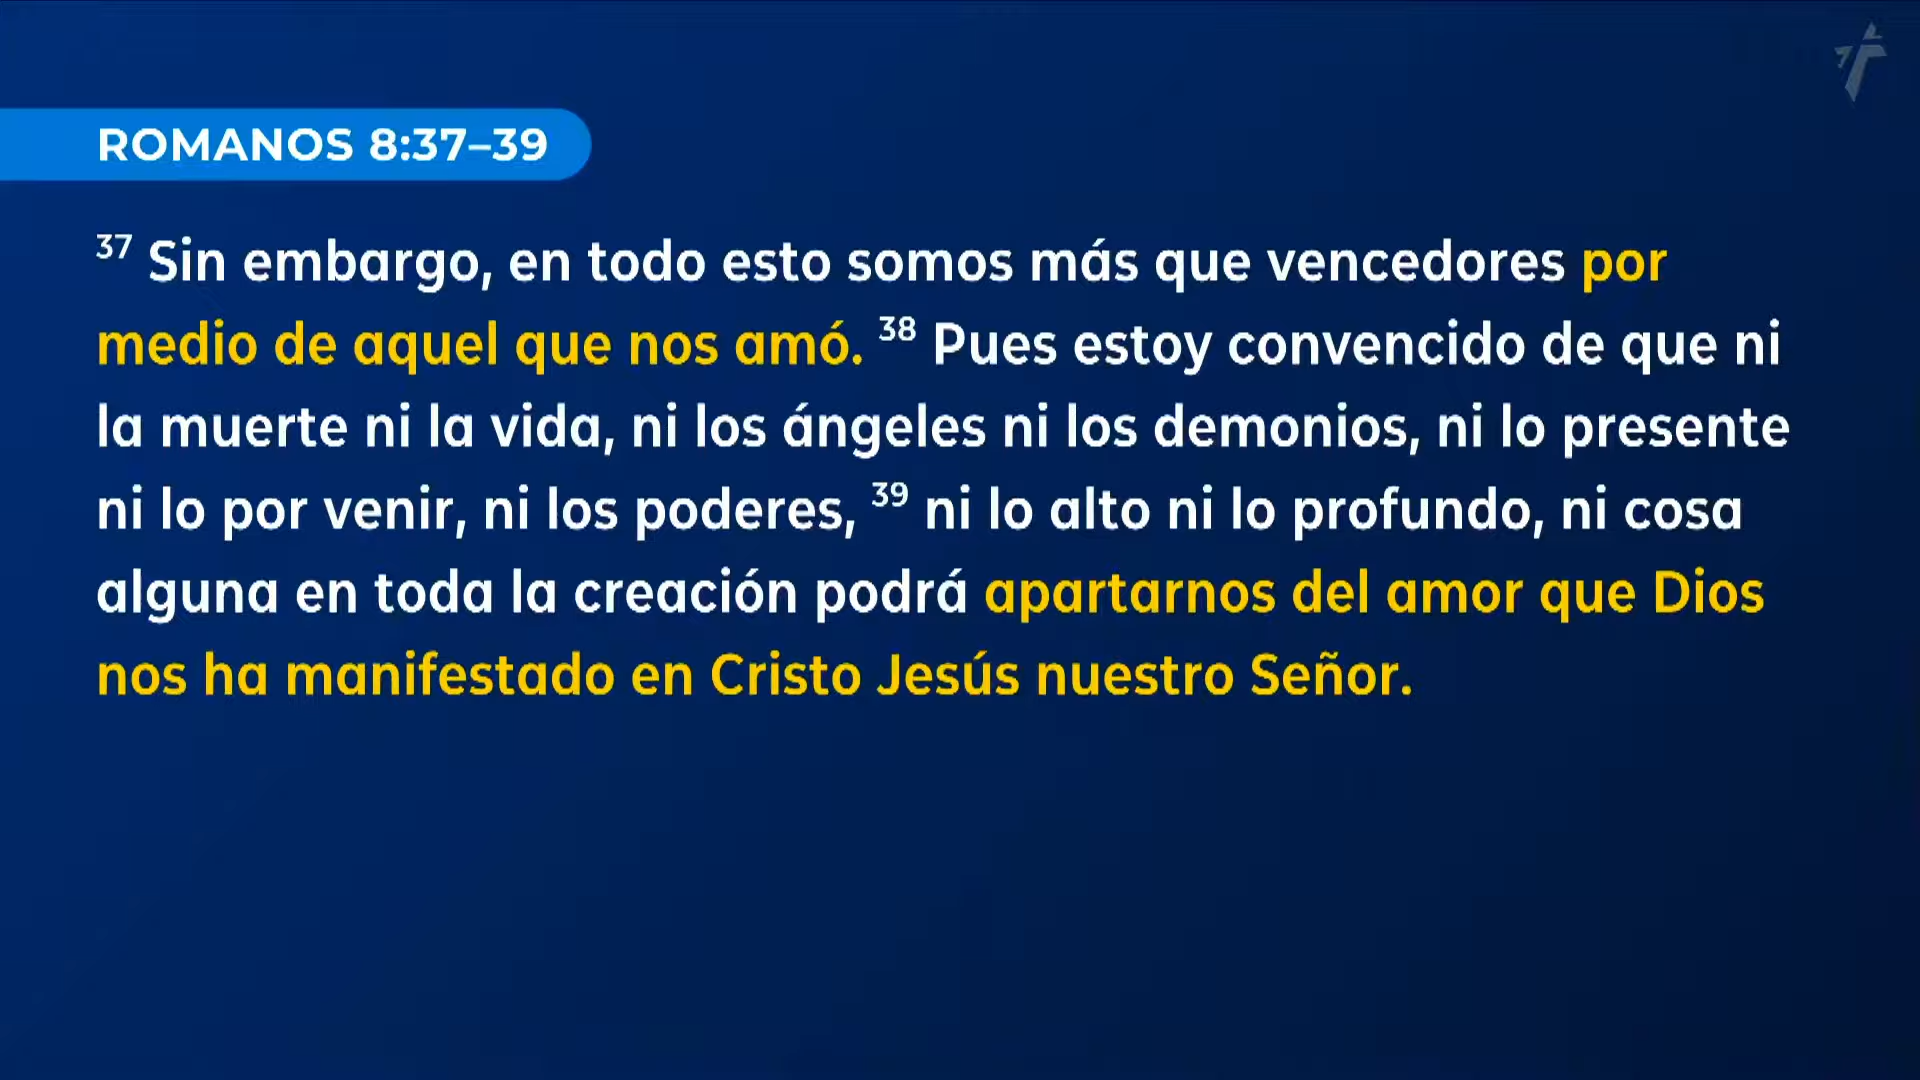 ROMANOS 8:37–39
37 Sin embargo, en todo esto somos más que vencedores por
medio de aquel que nos amó. 38 Pues estoy convencido de que ni
la muerte ni la vida, ni los ángeles ni los demonios, ni lo presente
ni lo por venir, ni los poderes, 39 ni lo alto ni lo profundo, ni cosa
alguna en toda la creación podrá apartarnos del amor que Dios
nos ha manifestado en Cristo Jesús nuestro Señor.